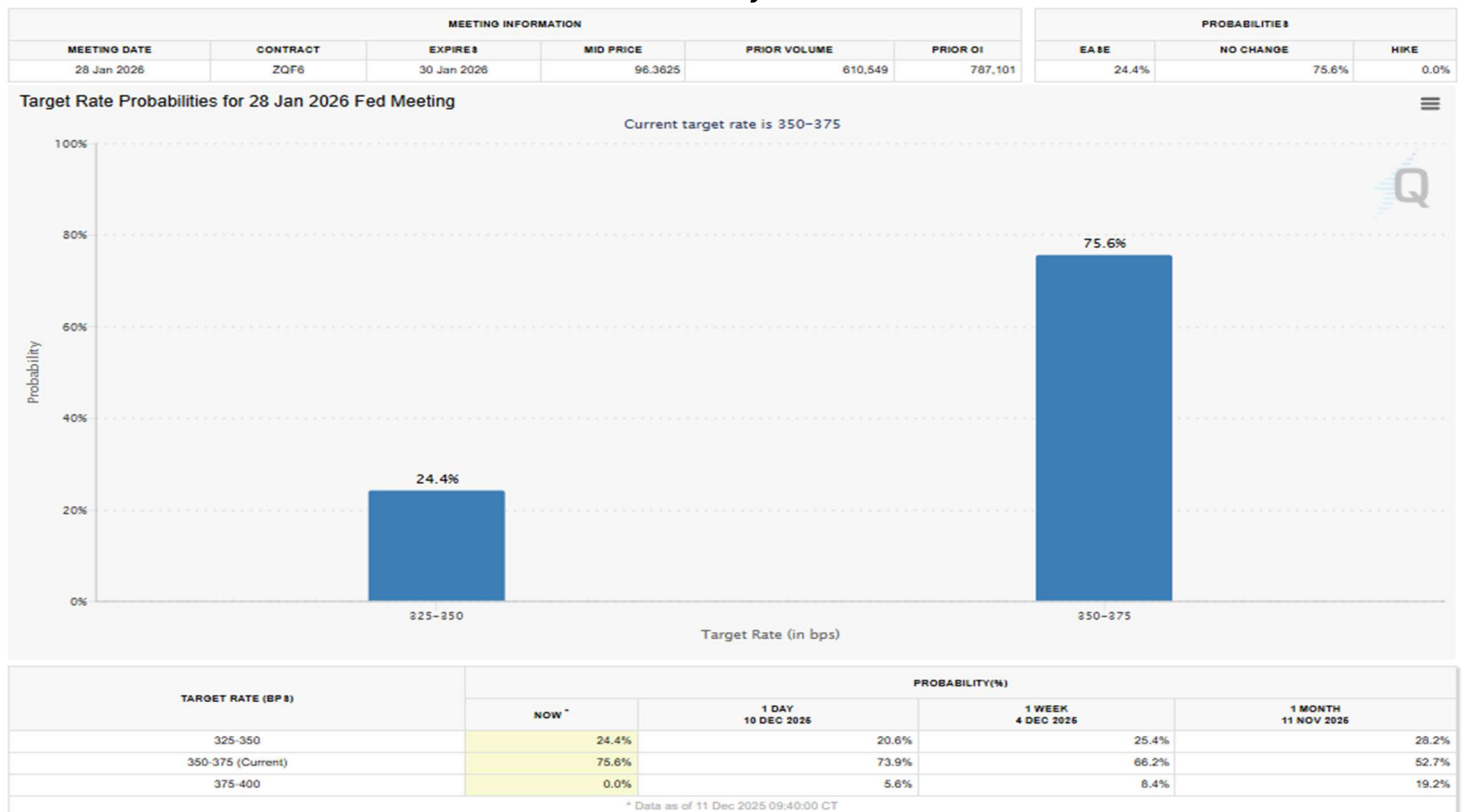 MEETING INFORMATION
MEETING DATE CONTRACT EXPIRES MID PRICE PRIOR VOLUME PRIOR OI
28 Jan 2026 ZQF6 30 Jan 2026 96.3625 610,549 787,101
PROBABILITIES
EASE NO CHANGE HIKE
24.4% 75.6% 0.0%
Target Rate Probabilities for 28 Jan 2026 Fed Meeting
Current target rate is 350-375
100%
80%
60%
40%
20%
0%
Probability
Q
24.4%
75.6%
325-350
350-375
Target Rate (in bps)
TARGET RATE (BPS)
PROBABILITY(%)
NOW *
1 DAY
10 DEC 2025
1 WEEK
4 DEC 2025
1 MONTH
11 NOV 2025
325-350 24.4% 20.6% 25.4% 28.2%
350-375 (Current) 75.6% 73.9% 66.2% 52.7%
375-400 0.0% 5.6% 8.4% 19.2%
* Data as of 11 Dec 2025 09:40:00 CT